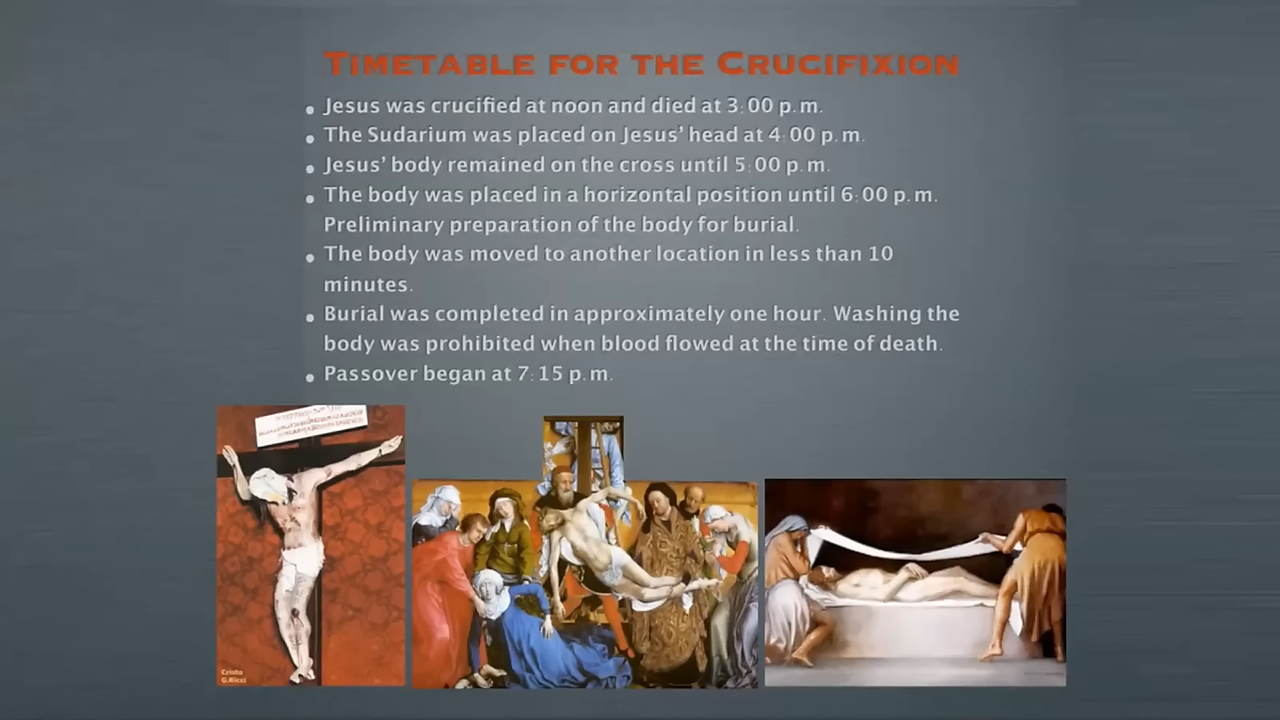 TIMETABLE FOR THE CRUCIFIXION
• Jesus was crucified at noon and died at 3:00 p.m.
• The Sudarium was placed on Jesus’ head at 4:00 p.m.
• Jesus’ body remained on the cross until 5:00 p.m.
• The body was placed in a horizontal position until 6:00 p.m.
Preliminary preparation of the body for burial.
• The body was moved to another location in less than 10
minutes.
• Burial was completed in approximately one hour. Washing the
body was prohibited when blood flowed at the time of death.
• Passover began at 7:15 p.m.
Cristo
G.Ricci